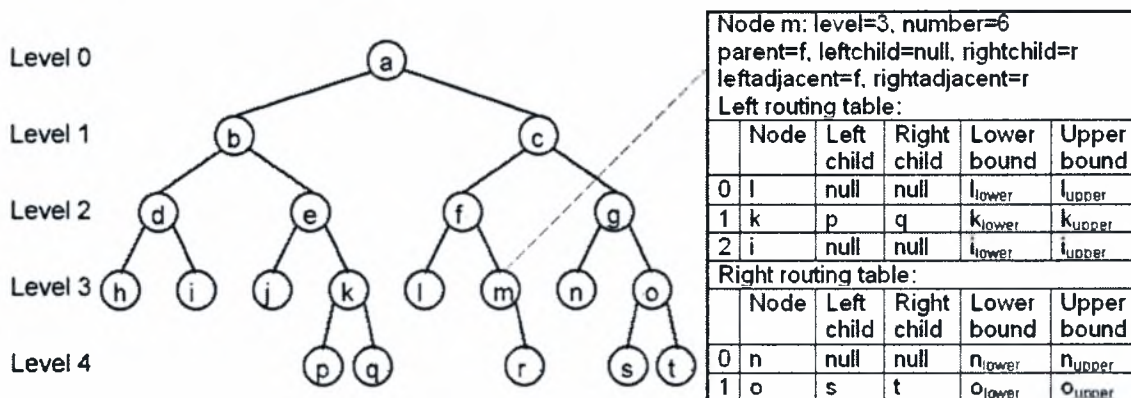 Level 0
a
Level 1
b c
Level 2
d e f g
Level 3
h i j k l m n o
Level 4
p q r s t
Node m: level=3, number=6
parent=f, leftchild=null, rightchild=r
leftadjacent=f, rightadjacent=r
Left routing table:
Node Left child Right child Lower bound Upper bound
0 l null null llower lupper
1 k p q klower kupper
2 i null null ilower iupper
Right routing table:
Node Left child Right child Lower bound Upper bound
0 n null null nlower nupper
1 o s t olower oupper